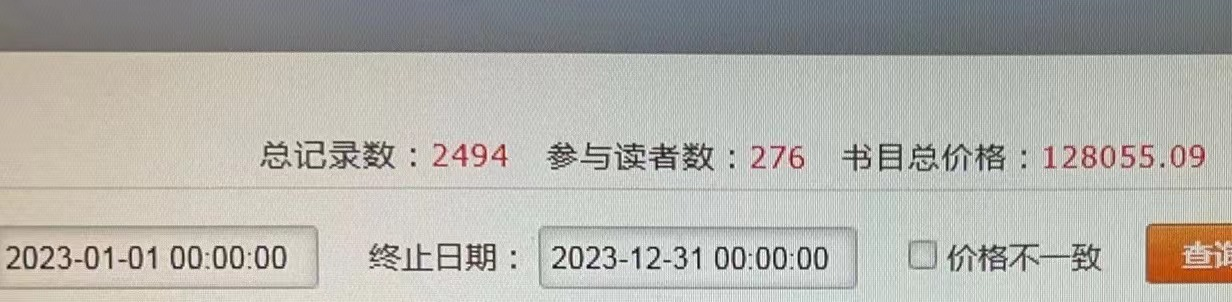 总记录数：2494 参与读者数：276 书目总价格：128055.09
2023-01-01 00:00:00 终止日期： 2023-12-31 00:00:00 价格不一致 查询